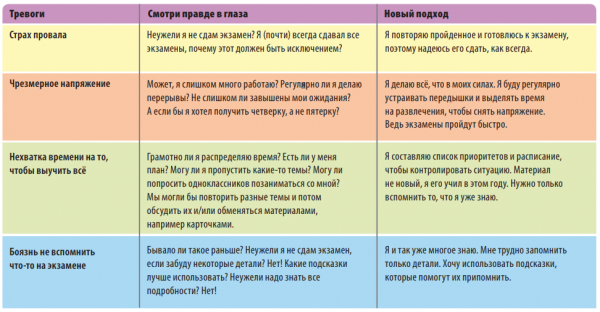 Тревоги
Смотри правде в глаза
Новый подход
Страх провала
Неужели я не сдам экзамен? Я (почти) всегда сдавал все
экзамены, почему этот должен быть исключением?
Я повторяю пройденное и готовлюсь к экзамену,
поэтому надеюсь его сдать, как всегда.
Чрезмерное напряжение
Может, я слишком много работаю? Регулярно ли я делаю
перерывы? Не слишком ли завышены мои ожидания?
А если бы я хотел получить четверку, а не пятерку?
Я делаю всё, что в моих силах. Я буду регулярно
устраивать передышки и выделять время
на развлечения, чтобы снять напряжение.
Ведь экзамены пройдут быстро.
Нехватка времени на то,
чтобы выучить всё
Грамотно ли я распределяю время? Есть ли у меня
план? Могу ли я пропустить какие-то темы? Могу ли
попросить одноклассников позаниматься со мной?
Мы могли бы повторить разные темы и потом
обсудить их и/или обменяться материалами,
например карточками.
Я составляю список приоритетов и расписание,
чтобы контролировать ситуацию. Материал
не новый, я его учил в этом году. Нужно только
вспомнить то, что я уже знаю.
Боязнь не вспомнить
что-то на экзамене
Бывало ли такое раньше? Неужели я не сдам экзамен,
если забуду некоторые детали? Нет! Какие подсказки
лучше использовать? Неужели надо знать все
подробности? Нет!
Я и так уже многое знаю. Мне трудно запомнить
только детали. Хочу использовать подсказки,
которые помогут их припомнить.